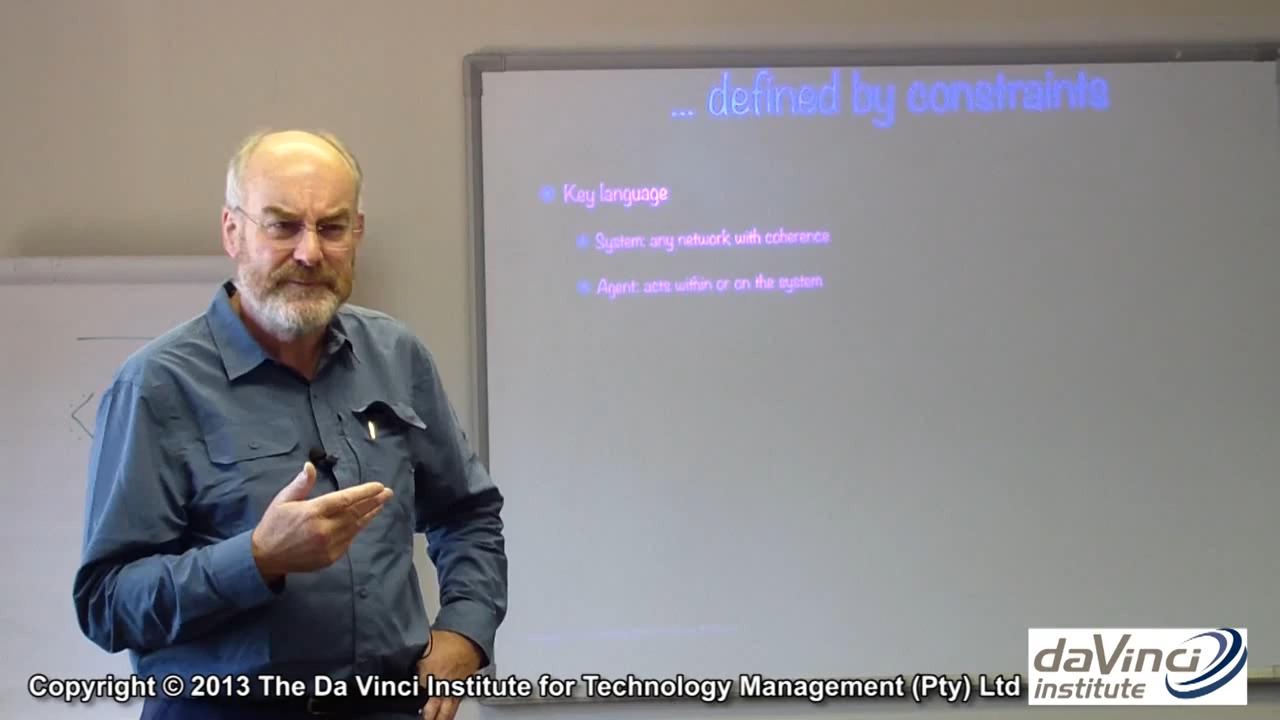 ... defined by constraints
Key language
System: any network with coherence
Agent: acts within or on the system
Copyright © 2013 The Da Vinci Institute for Technology Management (Pty) Ltd
daVinci
institute